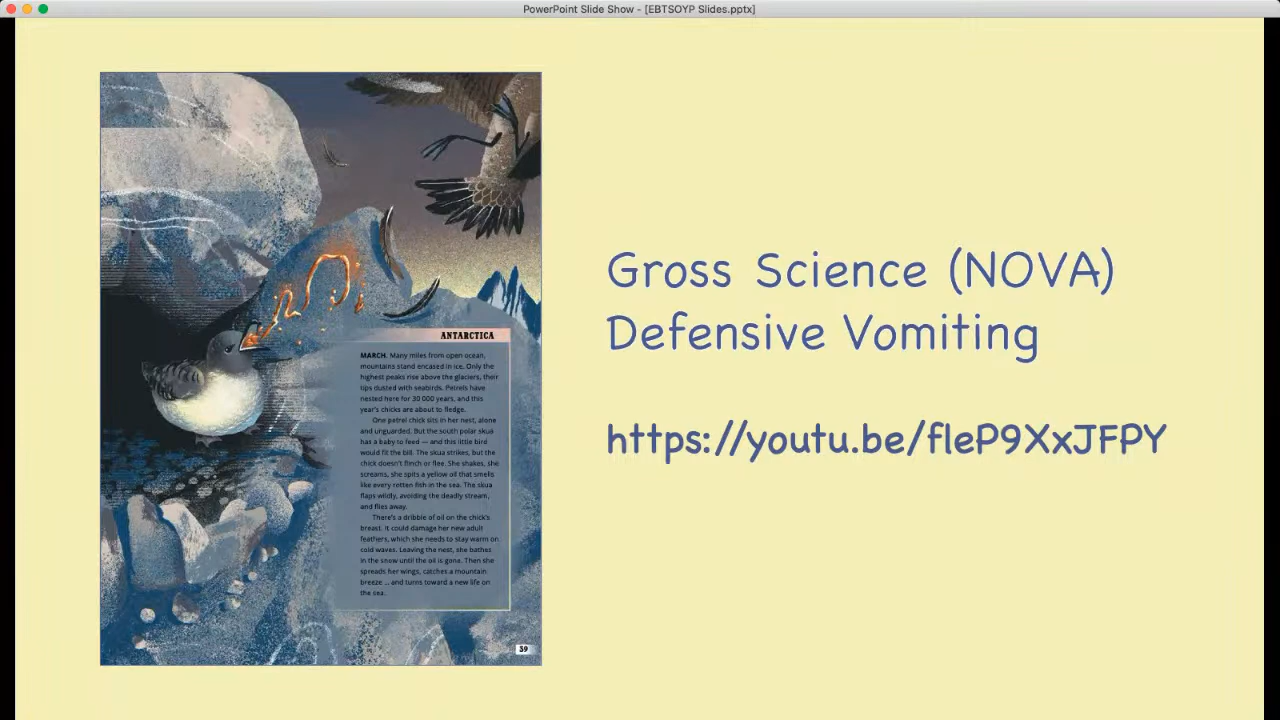 PowerPoint Slide Show - [EBTSOYP Slides.pptx]
ANTARCTICA
MARCH. Many miles from open ocean,
mountains stand encased in ice. Only the
highest peaks rise above the glaciers, their
tips dusted with seabirds. Petrels have
nested here for 30 000 years, and this
year's chicks are about to fledge.
One petrel chick sits in her nest, alone
and unguarded. But the south polar skua
has a baby to feed — and this little bird
would fit the bill. The skua strikes, but the
chick doesn't flinch or flee. She shakes, she
screams, she spits a yellow oil that smells
like every rotten fish in the sea. The skua
flaps wildly, avoiding the deadly stream,
and flies away.
There's a dribble of oil on the chick's
breast. It could damage her new adult
feathers, which she needs to stay warm on
cold waves. Leaving the nest, she bathes
in the snow until the oil is gone. Then she
spreads her wings, catches a mountain
breeze ... and turns toward a new life on
the sea.
39
Gross Science (NOVA)
Defensive Vomiting
https://youtu.be/fleP9XxJFPY